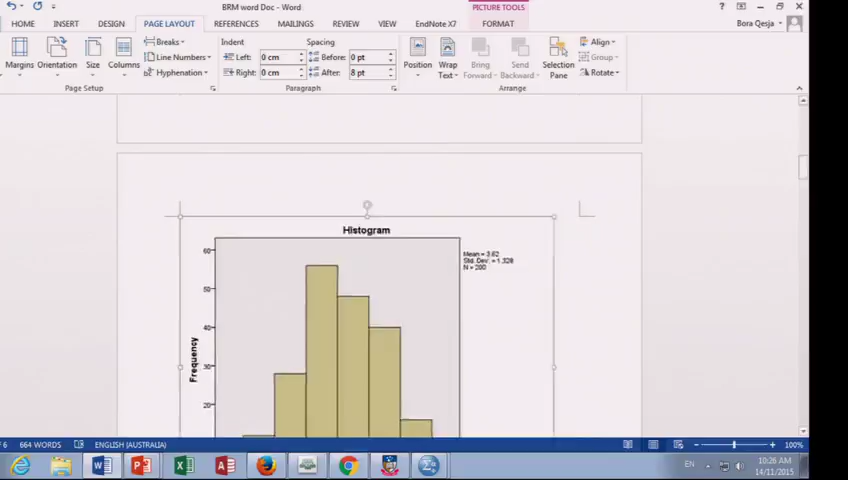 BRM word Doc - Word
PICTURE TOOLS
HOME INSERT DESIGN PAGE LAYOUT REFERENCES MAILINGS REVIEW VIEW EndNote X7 FORMAT
Bora Qesja
Margins Orientation Size Columns
Breaks
Line Numbers
Hyphenation
Page Setup
Indent
Left: 0 cm
Right: 0 cm
Spacing
Before: 0 pt
After: 8 pt
Paragraph
Position Wrap Text Bring Forward Send Backward Selection Pane
Align
Group
Rotate
Arrange
Histogram
Mean = 3.62
Std. Dev. = 1.328
N = 200
Frequency
60
50
40
30
20
F 6 664 WORDS ENGLISH (AUSTRALIA) 100%
EN 10:26 AM
14/11/2015